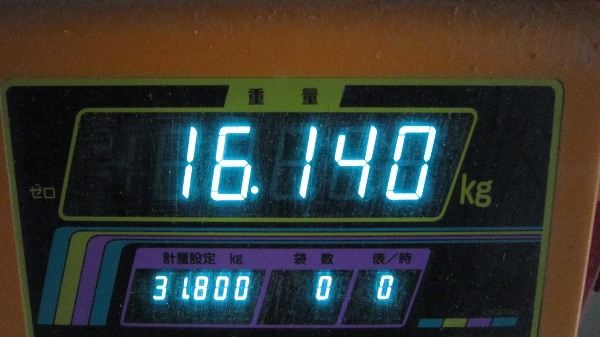 重量
16.140 kg
ゼロ
計量設定 kg 袋数 俵/時
31.800 0 0